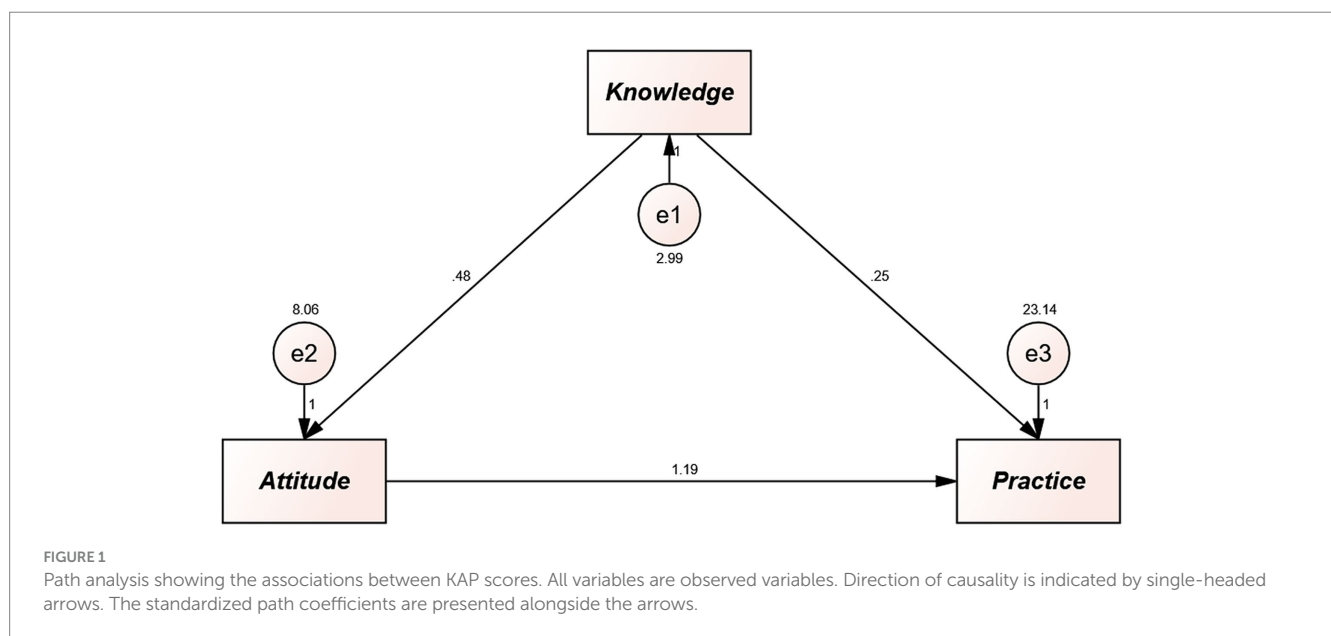 Knowledge
1
e1
2.99
.48
.25
8.06
23.14
e2
e3
1
1
Attitude
1.19
Practice
FIGURE 1
Path analysis showing the associations between KAP scores. All variables are observed variables. Direction of causality is indicated by single-headed
arrows. The standardized path coefficients are presented alongside the arrows.